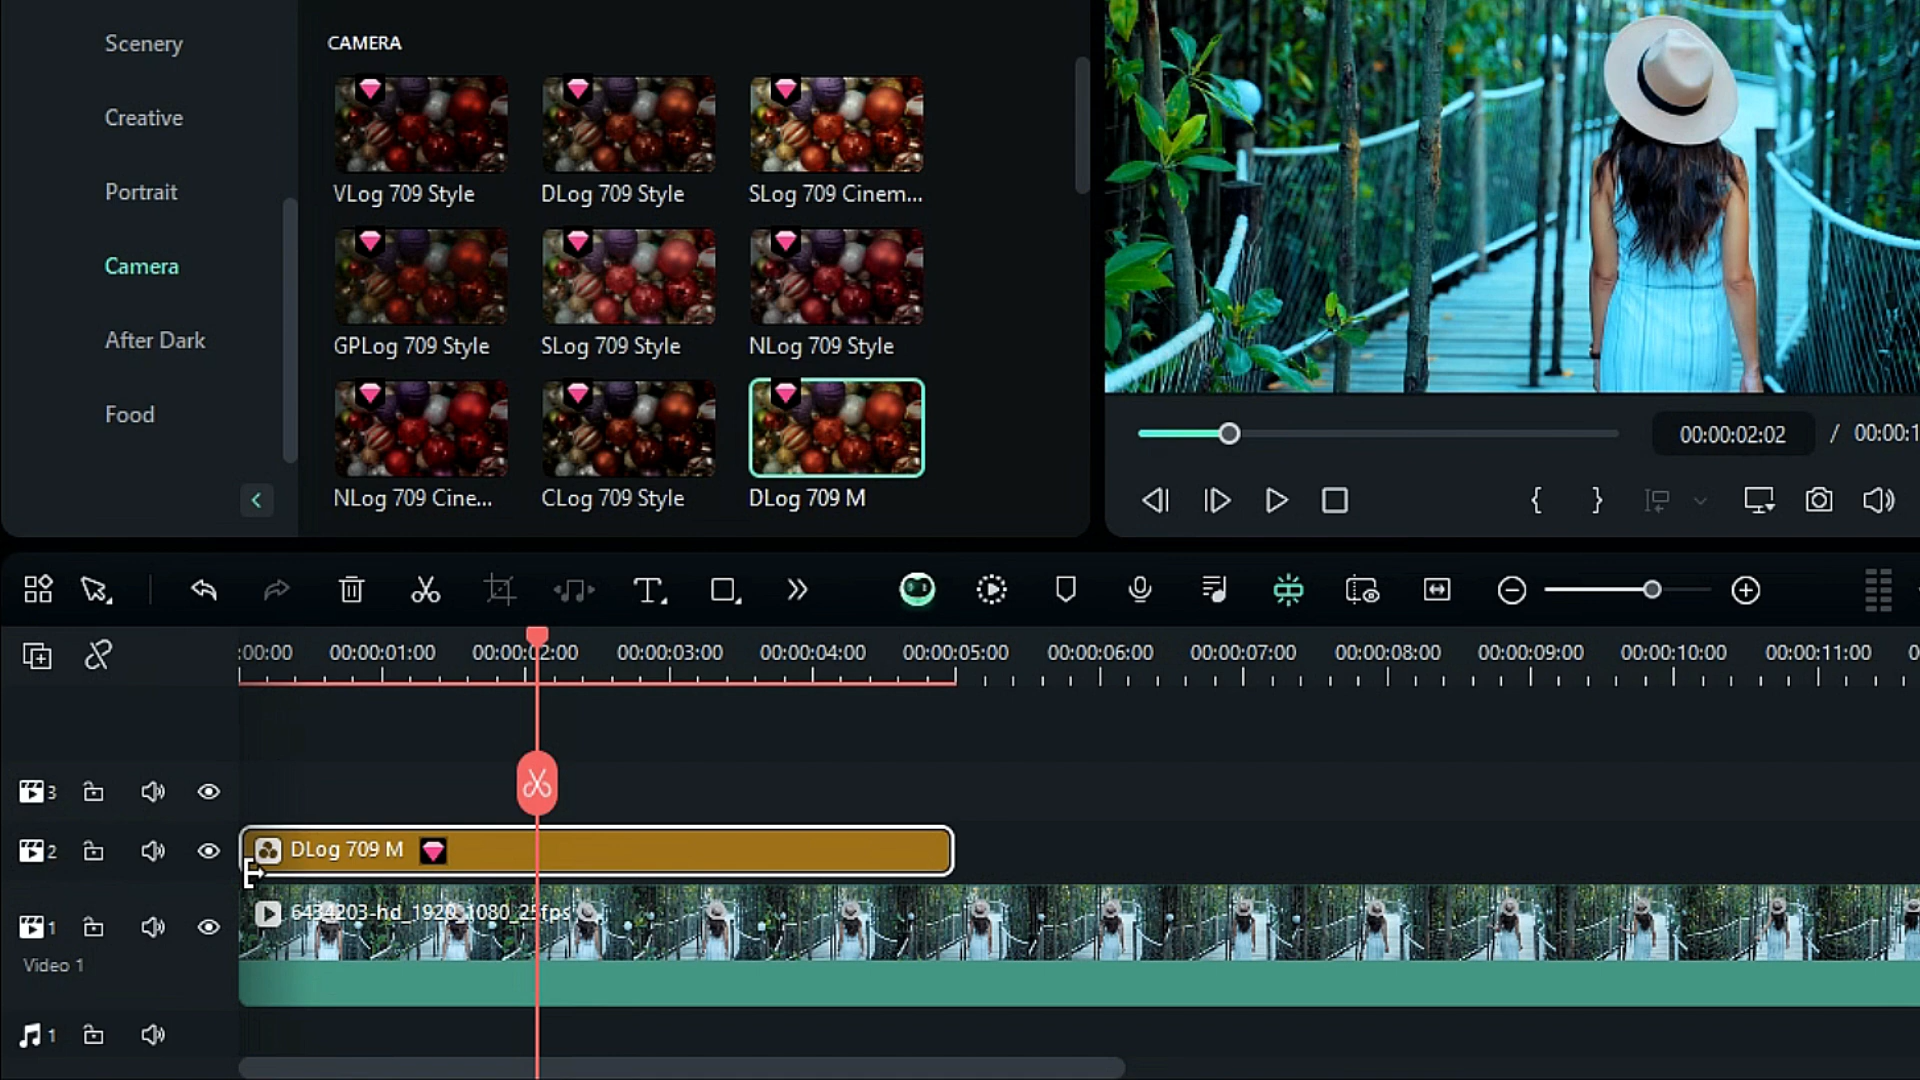 Scenery
Creative
Portrait
Camera
After Dark
Food
CAMERA
VLog 709 Style
DLog 709 Style
SLog 709 Cinem...
GPLog 709 Style
SLog 709 Style
NLog 709 Style
NLog 709 Cine...
CLog 709 Style
DLog 709 M
00:00:02:02 / 00:00:1
:00:00 00:00:01:00 00:00:02:00 00:00:03:00 00:00:04:00 00:00:05:00 00:00:06:00 00:00:07:00 00:00:08:00 00:00:09:00 00:00:10:00 00:00:11:00 0
3
2
DLog 709 M
1
6434203-hd_1920_1080_25fps
Video 1
1